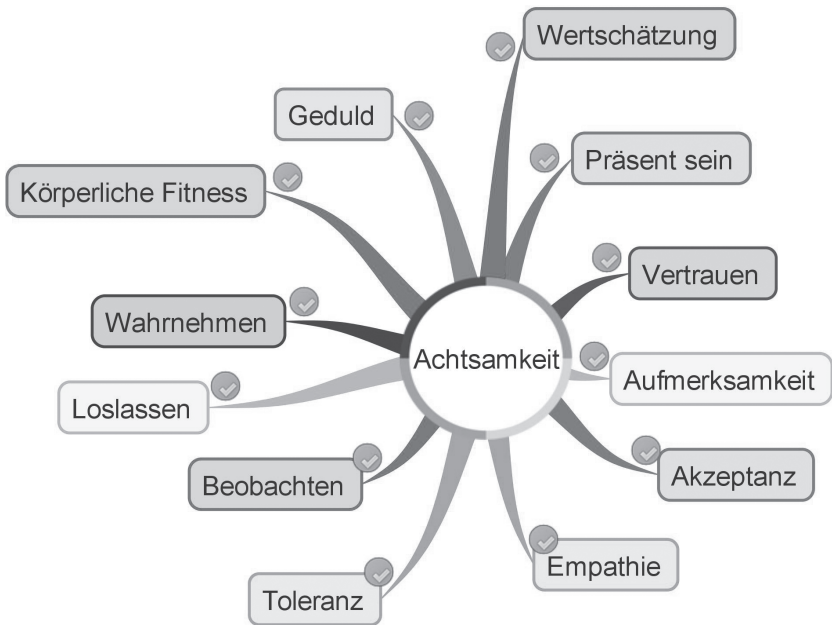 Wertschätzung
Geduld
Präsent sein
Körperliche Fitness
Vertrauen
Wahrnehmen
Achtsamkeit
Aufmerksamkeit
Loslassen
Akzeptanz
Beobachten
Empathie
Toleranz